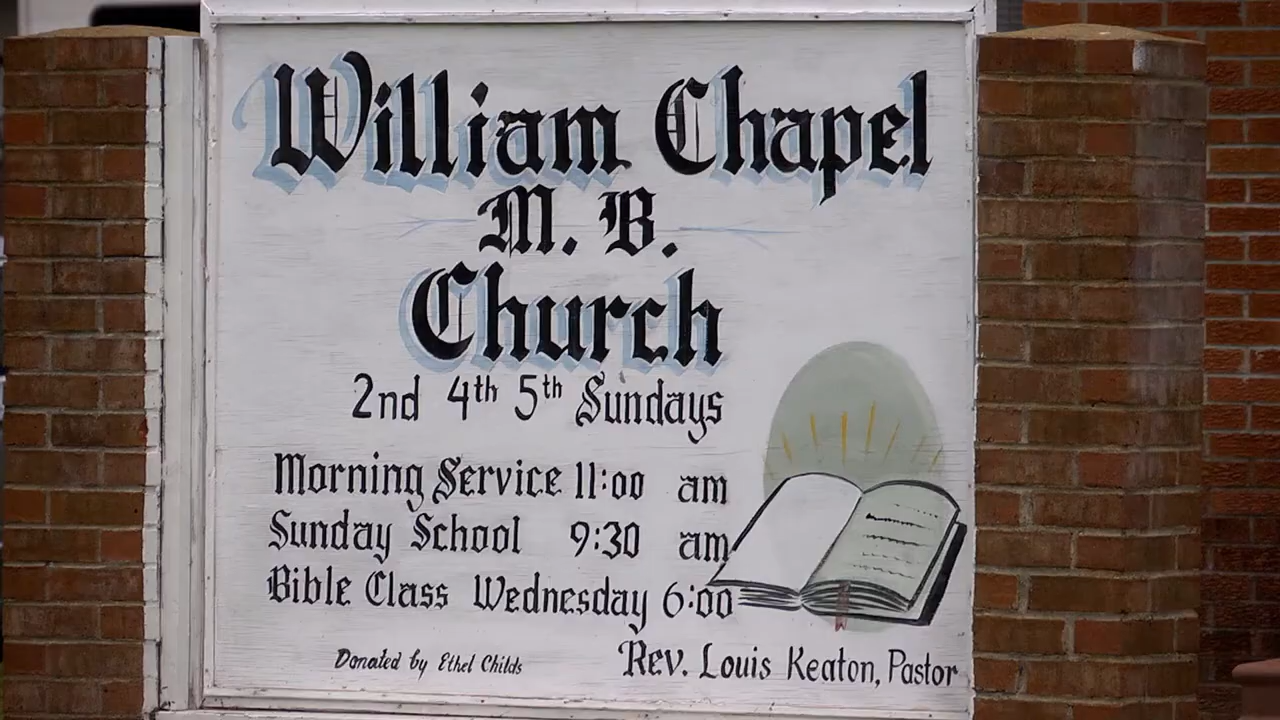 William Chapel
M. B.
Church
2nd 4th 5th Sundays
Morning Service 11:00 am
Sunday School 9:30 am
Bible Class Wednesday 6:00
Donated by Ethel Childs
Rev. Louis Keaton, Pastor